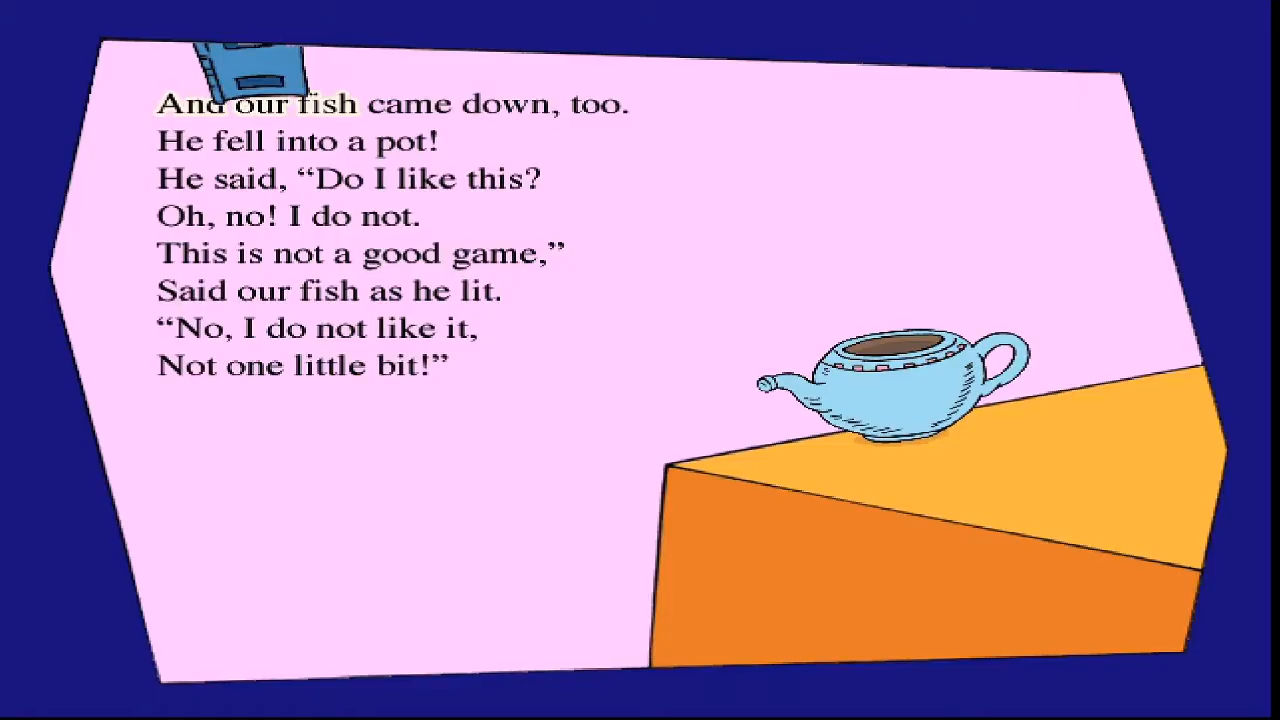 And our fish came down, too.
He fell into a pot!
He said, “Do I like this?
Oh, no! I do not.
This is not a good game,”
Said our fish as he lit.
“No, I do not like it,
Not one little bit!”